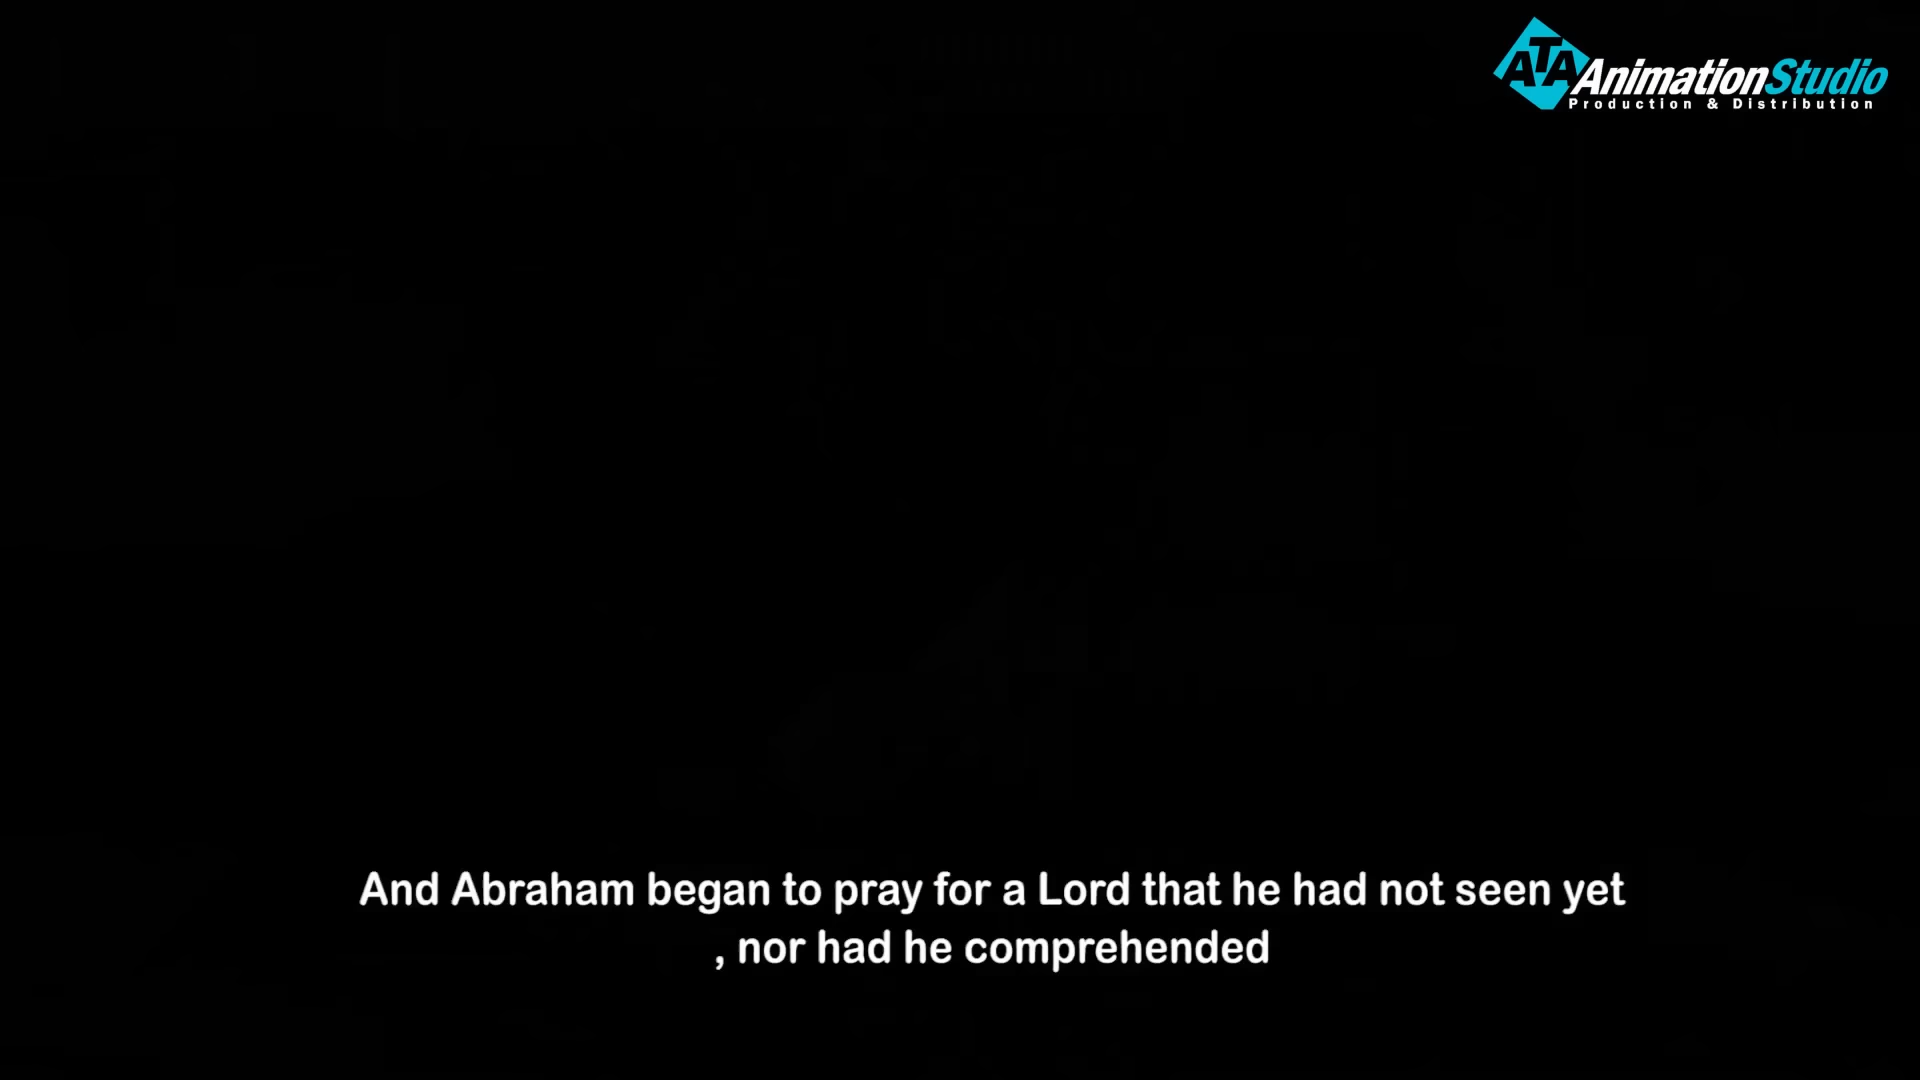 ATA AnimationStudio
Production & Distribution
And Abraham began to pray for a Lord that he had not seen yet
, nor had he comprehended